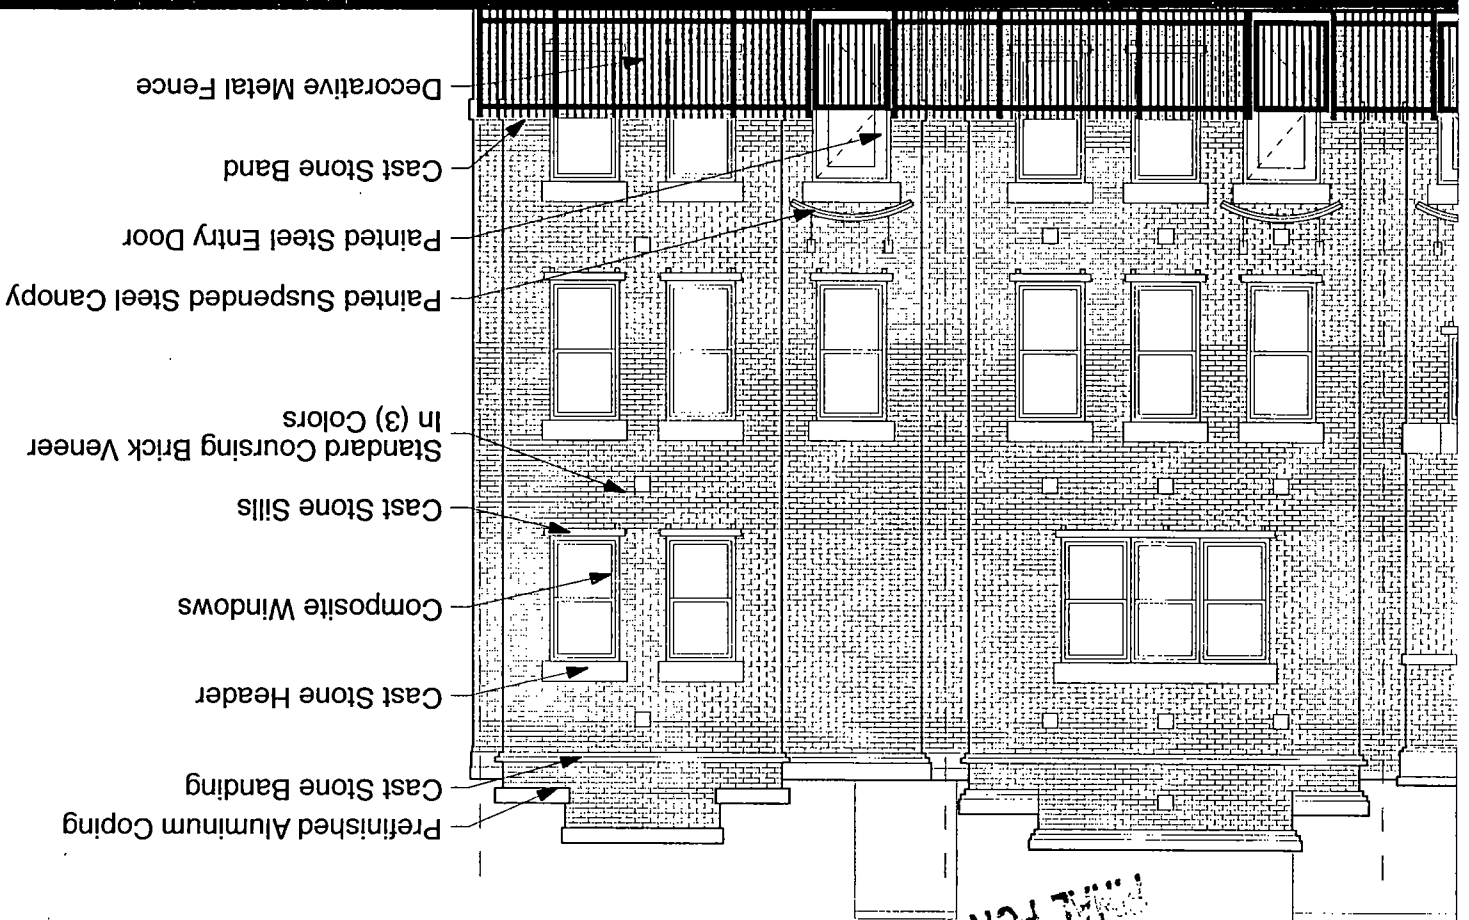 Prefinished Aluminum Coping
Cast Stone Banding
Cast Stone Header
Composite Windows
Cast Stone Sills
Standard Coursing Brick Veneer
In (3) Colors
Painted Suspended Steel Canopy
Painted Steel Entry Door
Cast Stone Band
Decorative Metal Fence